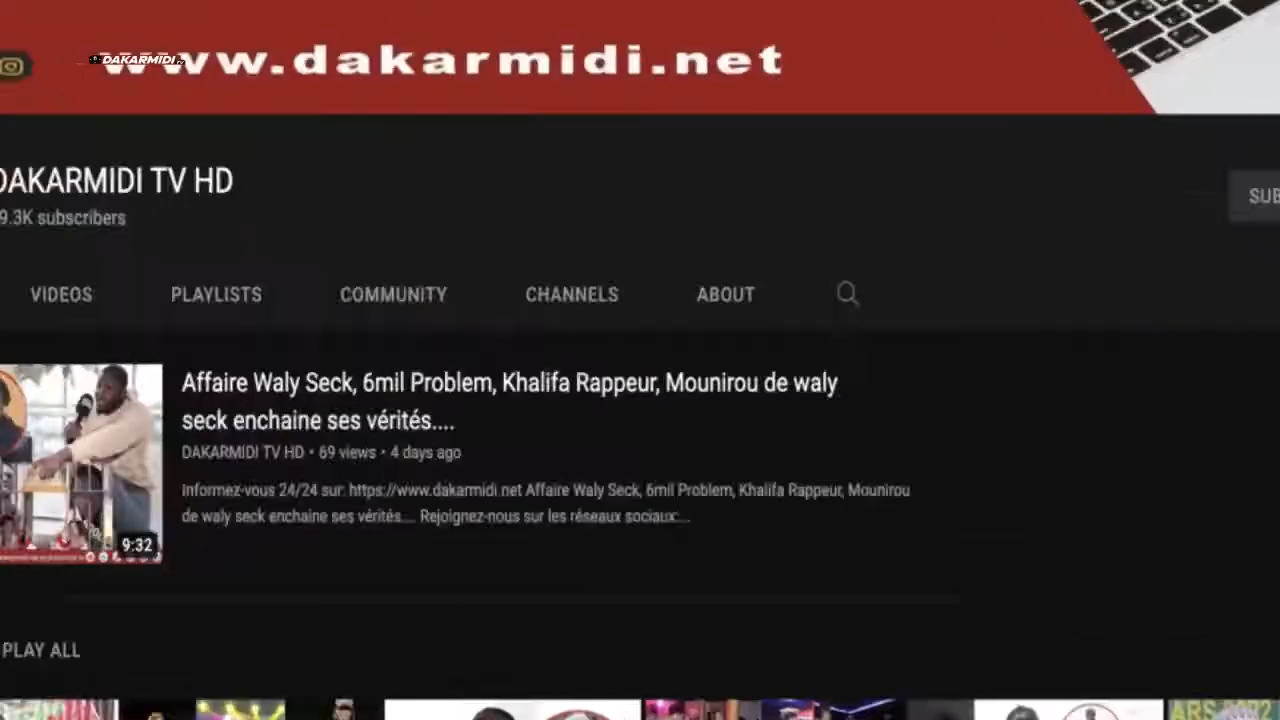 www.dakarmidi.net
DAKARMIDI
DAKARMIDI TV HD
9.3K subscribers
SUB
VIDEOS PLAYLISTS COMMUNITY CHANNELS ABOUT
Affaire Waly Seck, 6mil Problem, Khalifa Rappeur, Mounirou de waly
seck enchaine ses vérités....
DAKARMIDI TV HD • 69 views • 4 days ago
Informez-vous 24/24 sur: https://www.dakarmidi.net Affaire Waly Seck, 6mil Problem, Khalifa Rappeur, Mounirou
de waly seck enchaine ses vérités.... Rejoignez-nous sur les réseaux sociaux:...
9:32
PLAY ALL